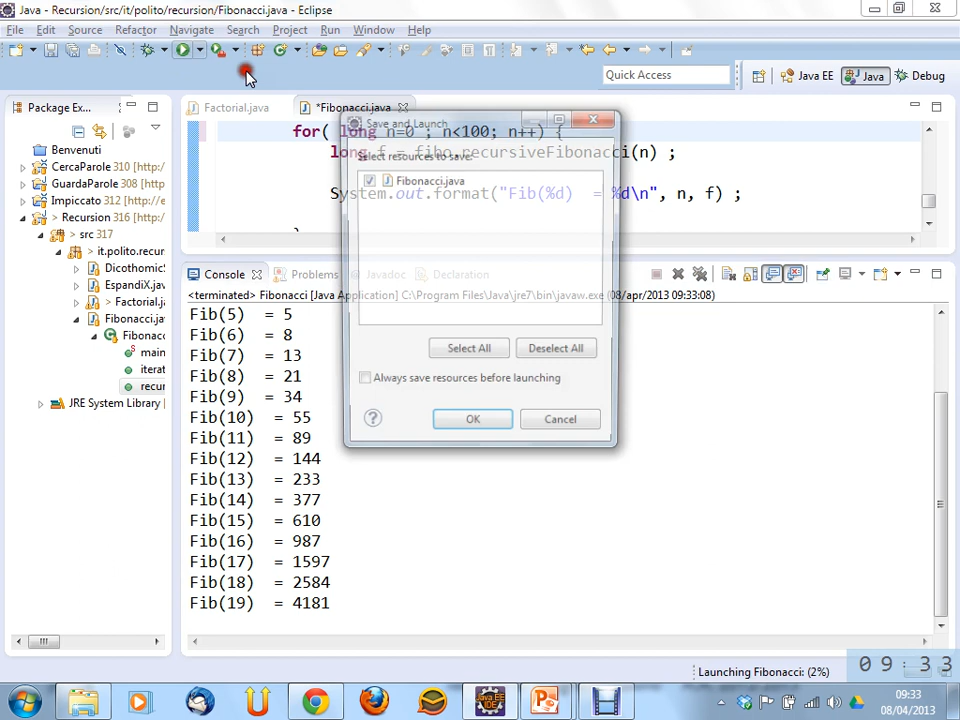 Java - Recursion/src/it/polito/recursion/Fibonacci.java - Eclipse
File Edit Source Refactor Navigate Search Project Run Window Help
Quick Access
Java EE Java Debug
Package Ex...
Factorial.java *Fibonacci.java
Benvenuti
CercaParole 310 [http:/
GuardaParole 308 [http:
Impiccato 312 [http://e
> Recursion 316 [http:/
> src 317
> it.polito.recur
Dicothomic
EspandiX.jav
> Factorial.ja
Fibonacci.ja
Fibonacc
main
iterat
recur
JRE System Library [
for( long n=0 ; n<100; n++) {
long f = fibo.recursiveFibonacci(n) ;
System.out.format("Fib(%d) = %d\n", n, f) ;
Save and Launch
Select resources to save:
Fibonacci.java
Select All Deselect All
Always save resources before launching
OK Cancel
Console Problems Javadoc Declaration
<terminated> Fibonacci [Java Application] C:\Program Files\Java\jre7\bin\javaw.exe (08/apr/2013 09:33:08)
Fib(5) = 5
Fib(6) = 8
Fib(7) = 13
Fib(8) = 21
Fib(9) = 34
Fib(10) = 55
Fib(11) = 89
Fib(12) = 144
Fib(13) = 233
Fib(14) = 377
Fib(15) = 610
Fib(16) = 987
Fib(17) = 1597
Fib(18) = 2584
Fib(19) = 4181
Launching Fibonacci: (2%)
09:33
09:33
08/04/2013